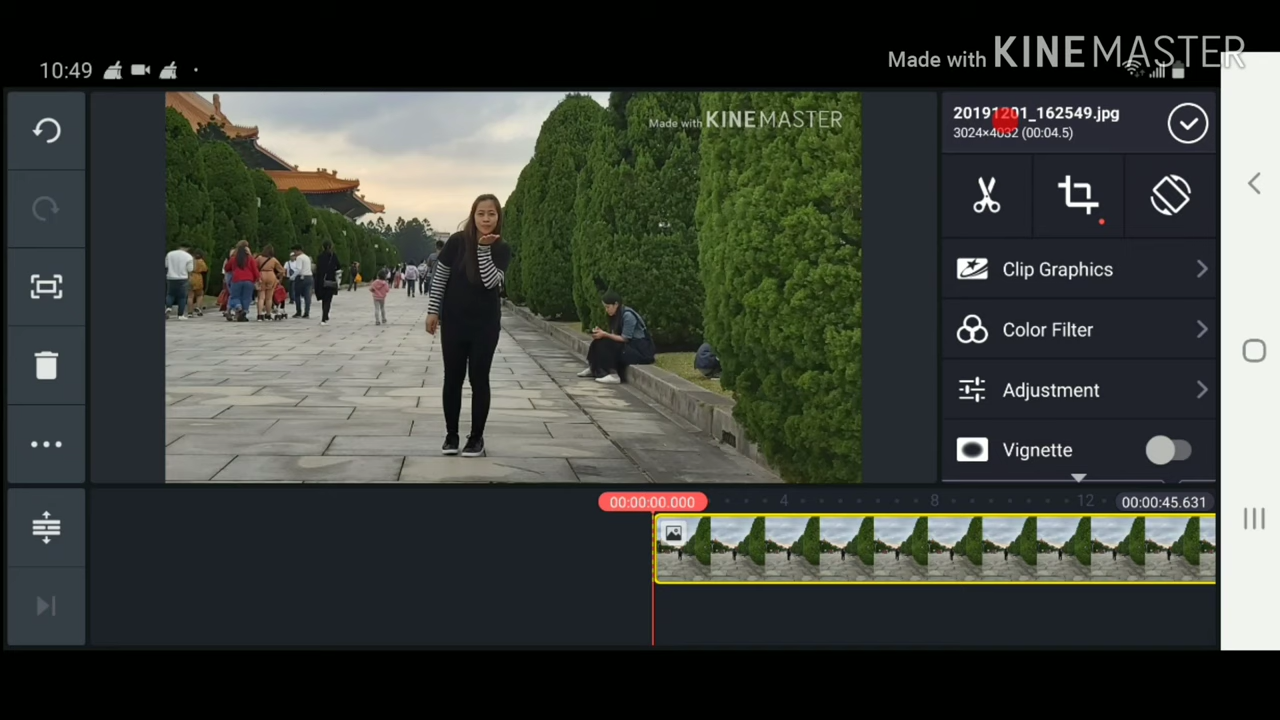 Made with KINEMASTER
10:49
Made with KINEMASTER
20191201_162549.jpg
3024×4032 (00:04.5)
Clip Graphics
Color Filter
Adjustment
Vignette
00:00:00.000
4
8
12
00:00:45.631